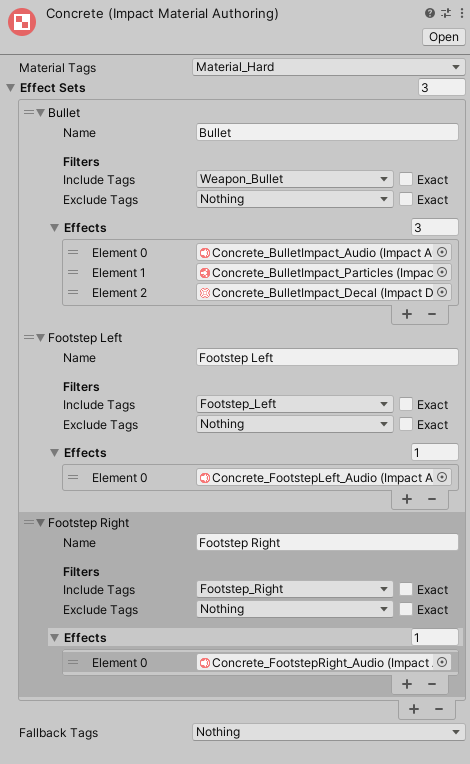 Concrete (Impact Material Authoring)
Open
Material Tags Material_Hard
Effect Sets 3
Bullet
Name Bullet
Filters
Include Tags Weapon_Bullet Exact
Exclude Tags Nothing Exact
Effects 3
Element 0 Concrete_BulletImpact_Audio (Impact A
Element 1 Concrete_BulletImpact_Particles (Impac
Element 2 Concrete_BulletImpact_Decal (Impact D
+ −
Footstep Left
Name Footstep Left
Filters
Include Tags Footstep_Left Exact
Exclude Tags Nothing Exact
Effects 1
Element 0 Concrete_FootstepLeft_Audio (Impact A
+ −
Footstep Right
Name Footstep Right
Filters
Include Tags Footstep_Right Exact
Exclude Tags Nothing Exact
Effects 1
Element 0 Concrete_FootstepRight_Audio (Impact
+ −
+ −
Fallback Tags Nothing